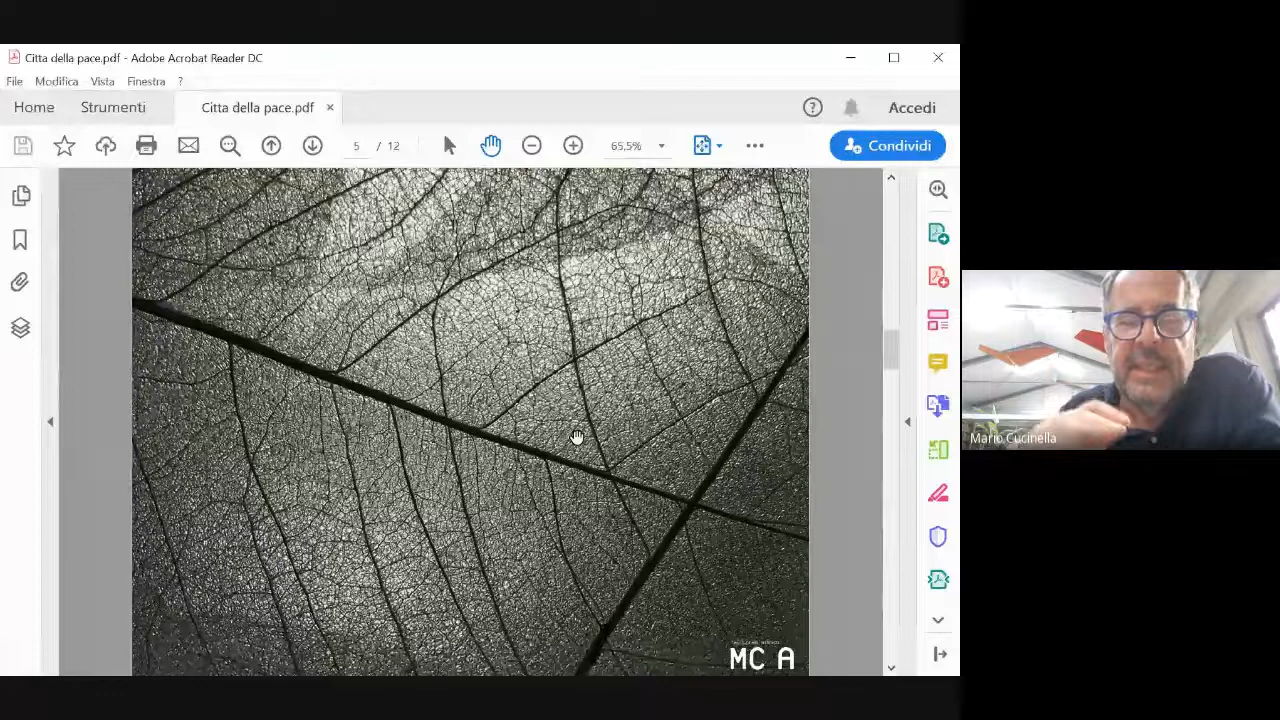 Citta della pace.pdf - Adobe Acrobat Reader DC
File Modifica Vista Finestra ?
Home Strumenti Citta della pace.pdf × Accedi
5 / 12 65,5% Condividi
Mario Cucinella
MC A